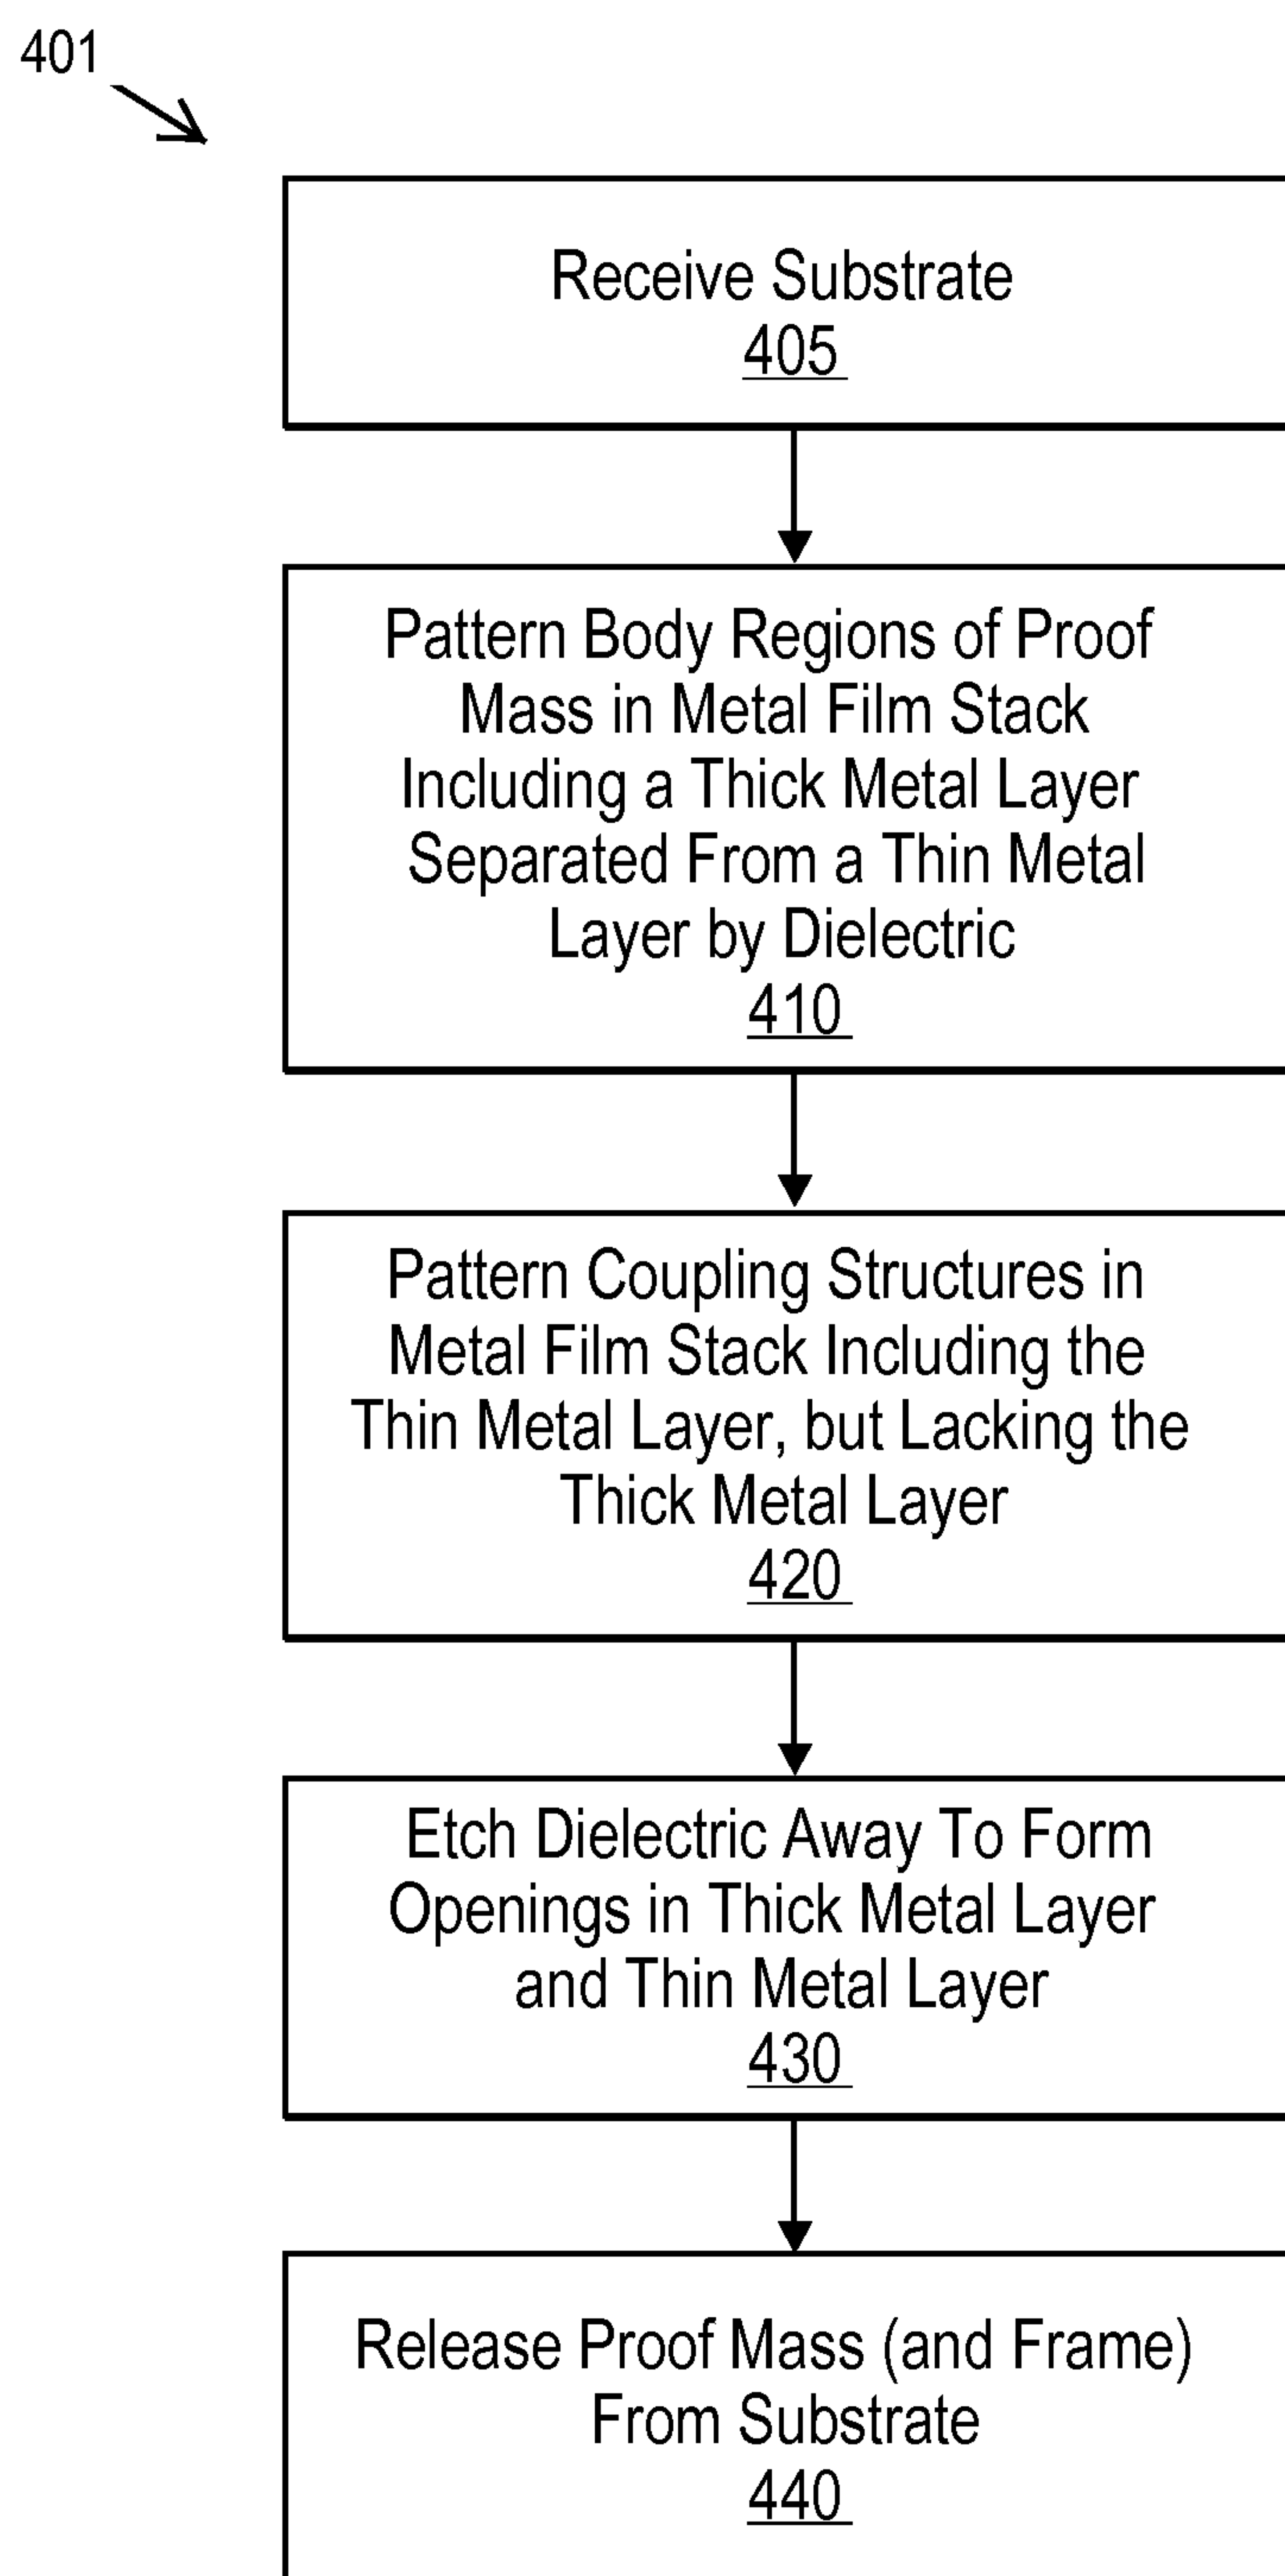 401
Receive Substrate
405
Pattern Body Regions of Proof
Mass in Metal Film Stack
Including a Thick Metal Layer
Separated From a Thin Metal
Layer by Dielectric
410
Pattern Coupling Structures in
Metal Film Stack Including the
Thin Metal Layer, but Lacking the
Thick Metal Layer
420
Etch Dielectric Away To Form
Openings in Thick Metal Layer
and Thin Metal Layer
430
Release Proof Mass (and Frame)
From Substrate
440